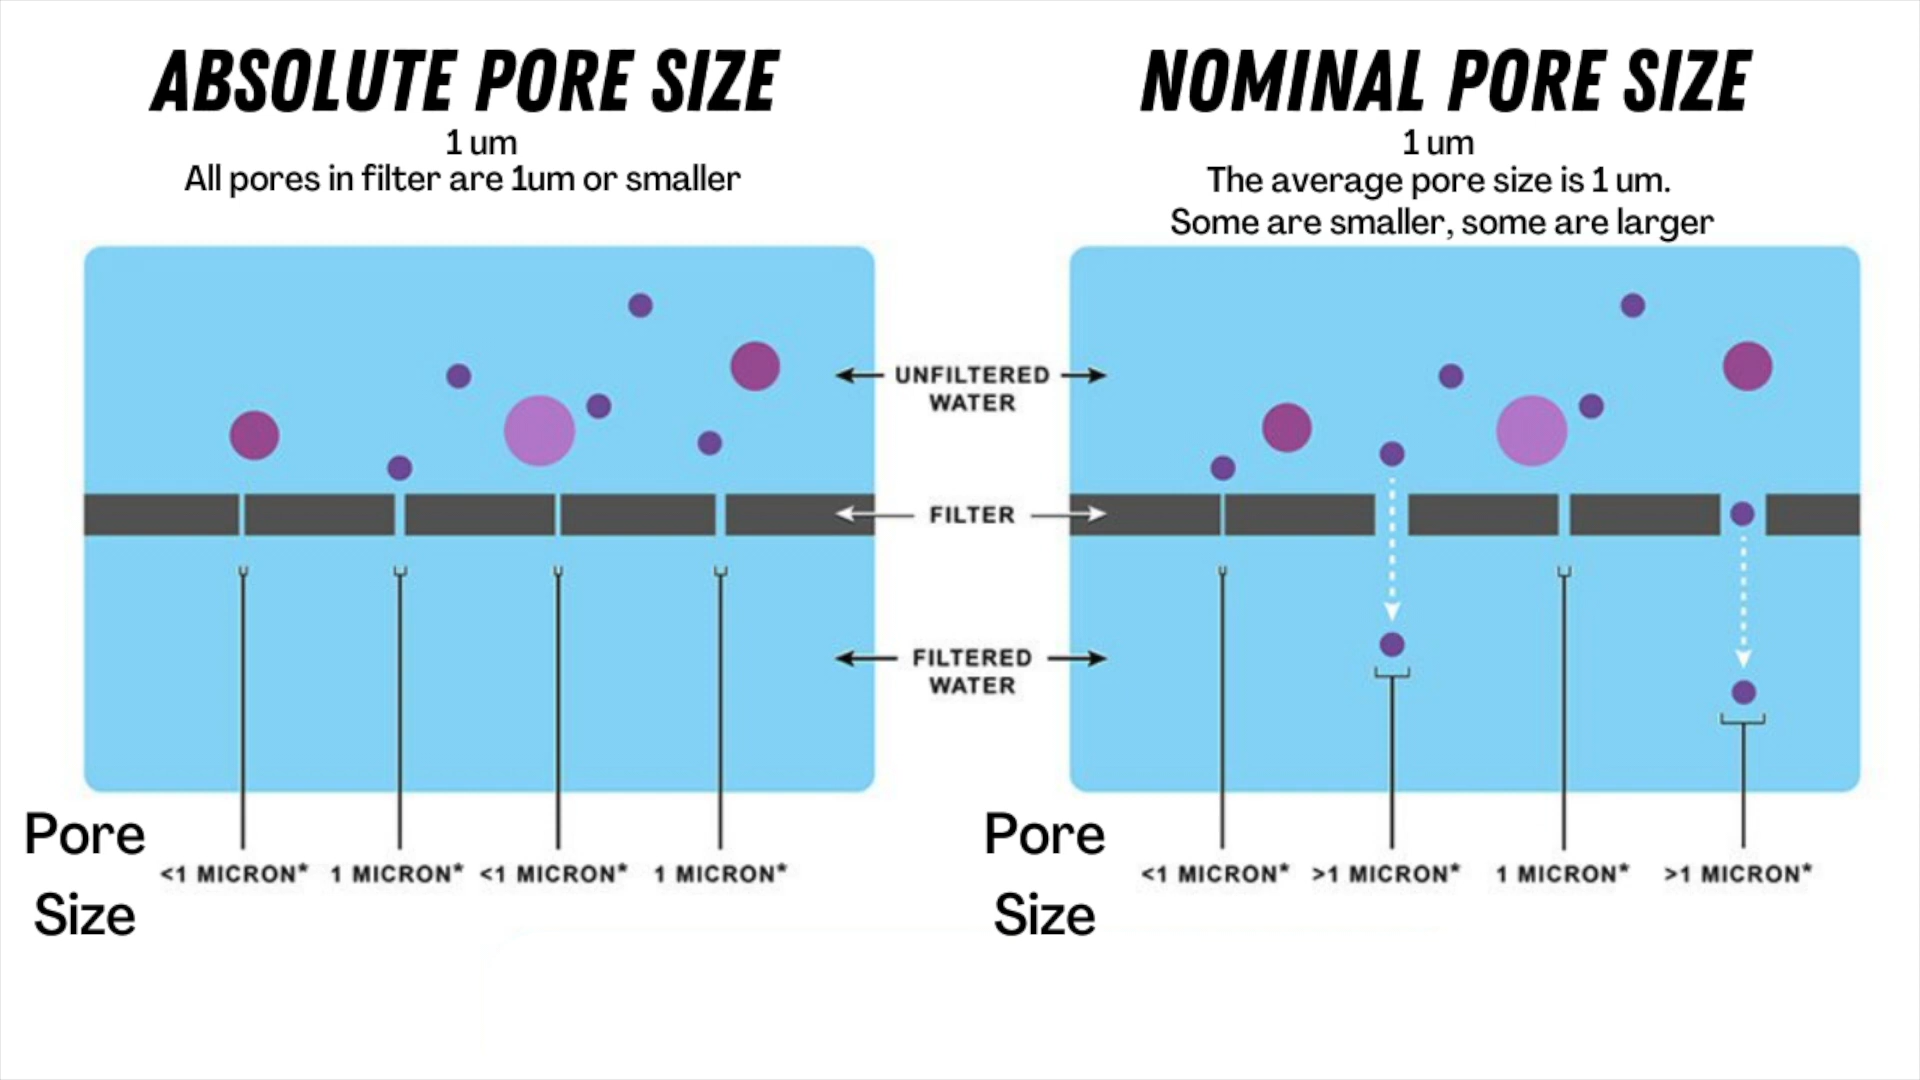 ABSOLUTE PORE SIZE
1 um
All pores in filter are 1um or smaller
NOMINAL PORE SIZE
1 um
The average pore size is 1 um.
Some are smaller, some are larger
UNFILTERED
WATER
FILTER
FILTERED
WATER
Pore
Size
<1 MICRON*
1 MICRON*
<1 MICRON*
1 MICRON*
Pore
Size
<1 MICRON*
>1 MICRON*
1 MICRON*
>1 MICRON*